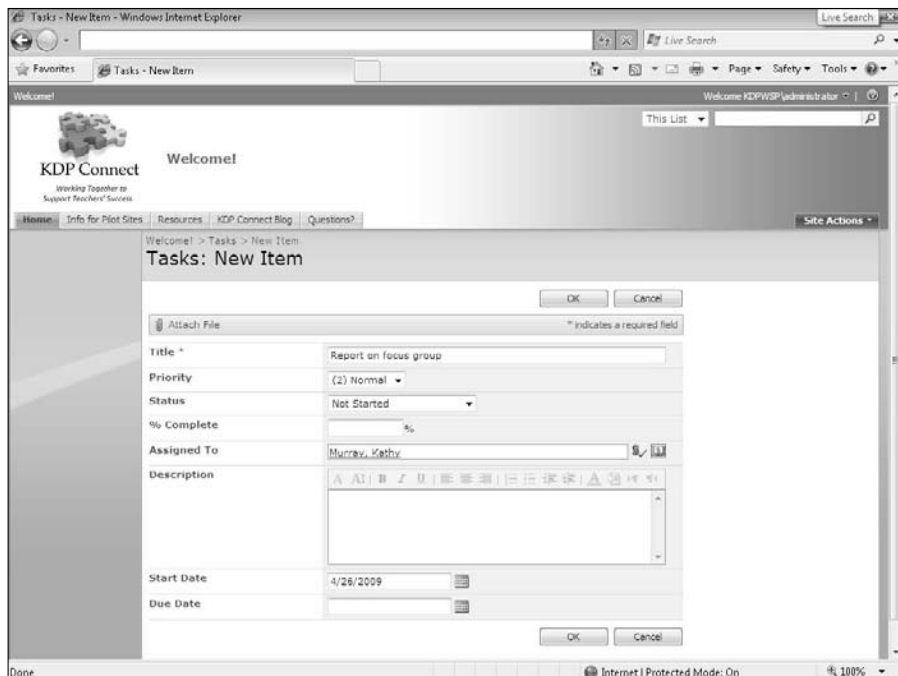 Tasks - New Item - Windows Internet Explorer
Live Search
Live Search
Favorites
Tasks - New Item
Page
Safety
Tools
Welcome!
Welcome KDPWSP\administrator
This List
KDP Connect
Working Together to
Support Teachers' Success
Welcome!
Home
Info for Pilot Sites
Resources
KDP Connect Blog
Questions?
Site Actions
Welcome! > Tasks > New Item
Tasks: New Item
OK
Cancel
Attach File
* indicates a required field
Title *
Report on focus group
Priority
(2) Normal
Status
Not Started
% Complete
%
Assigned To
Murray, Kathy
Description
A AI B I U
A
Start Date
4/26/2009
Due Date
OK
Cancel
Done
Internet | Protected Mode: On
100%